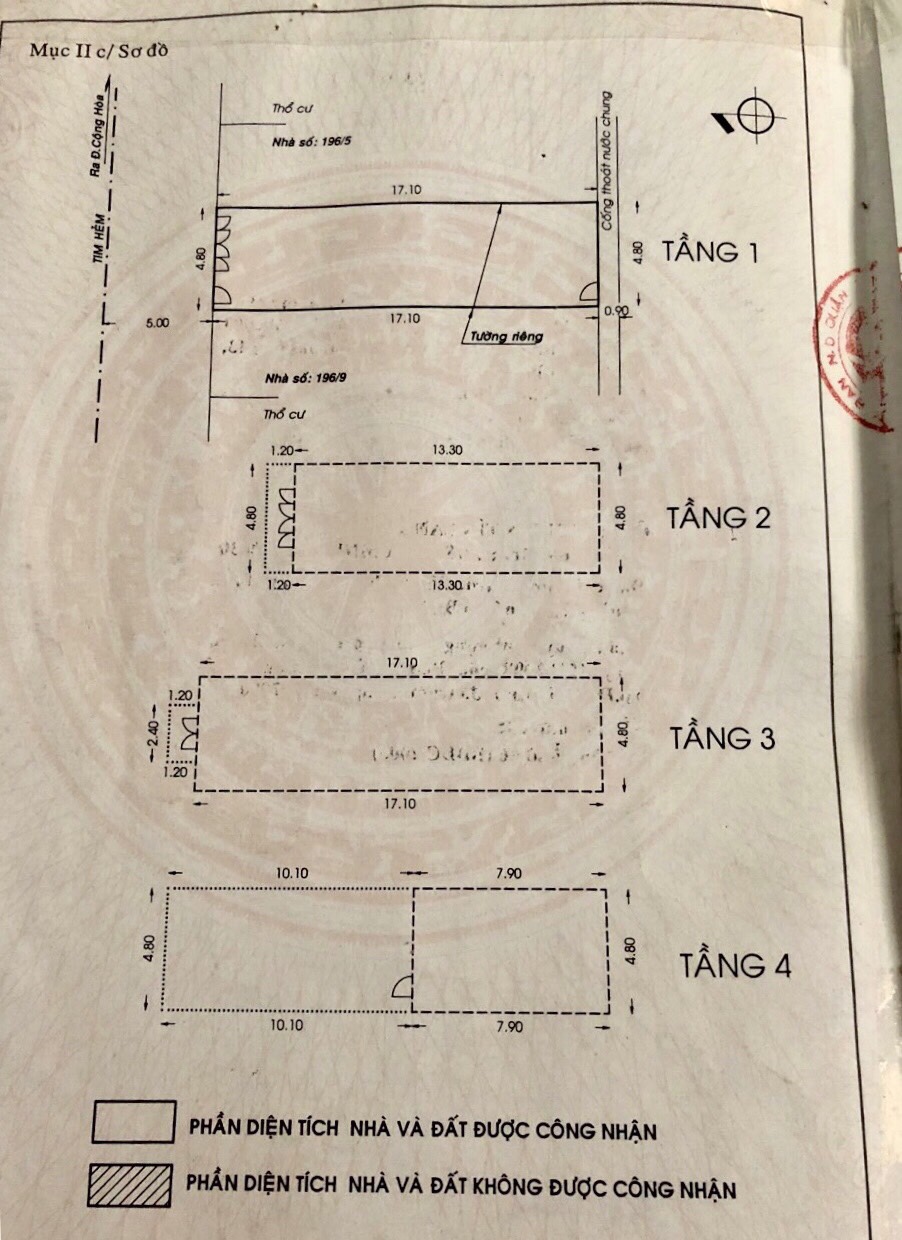 Mục II c/ Sơ đồ
Ra Đ.Cộng Hòa
TIM HẺM
Thổ cư
Nhà số: 196/5
Cống thoát nước chung
17.10
4.80
4.80
TẦNG 1
5.00
17.10
0.90
Tường riêng
Nhà số: 196/9
Thổ cư
1.20
13.30
4.80
4.80
TẦNG 2
1.20
13.30
17.10
1.20
2.40
4.80
TẦNG 3
1.20
17.10
10.10
7.90
4.80
4.80
TẦNG 4
10.10
7.90
PHẦN DIỆN TÍCH NHÀ VÀ ĐẤT ĐƯỢC CÔNG NHẬN
PHẦN DIỆN TÍCH NHÀ VÀ ĐẤT KHÔNG ĐƯỢC CÔNG NHẬN
N.D QUẬN